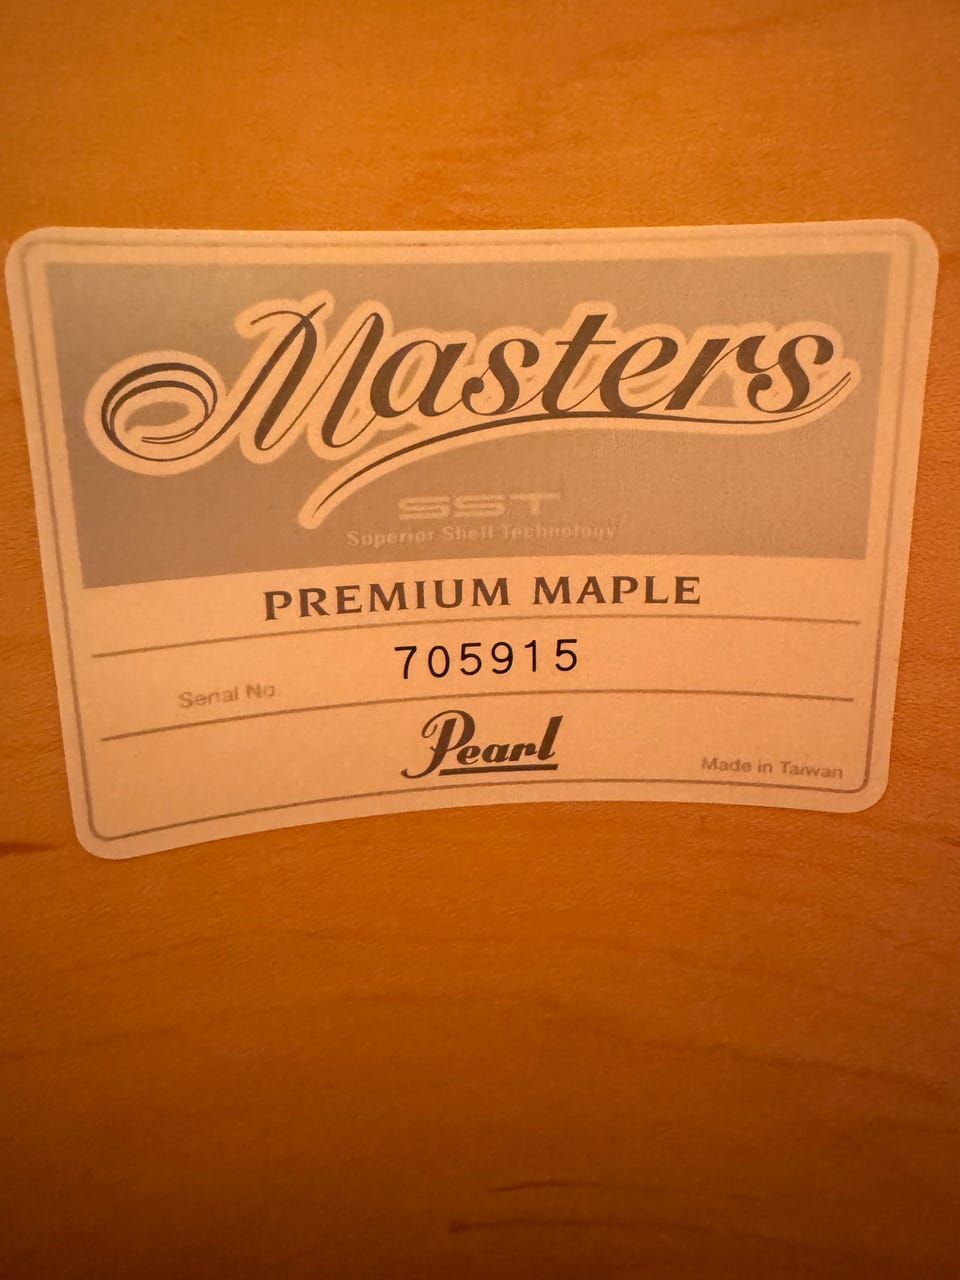 Masters
SST
Superior Shell Technology
PREMIUM MAPLE
705915
Serial No.
Pearl
Made in Taiwan